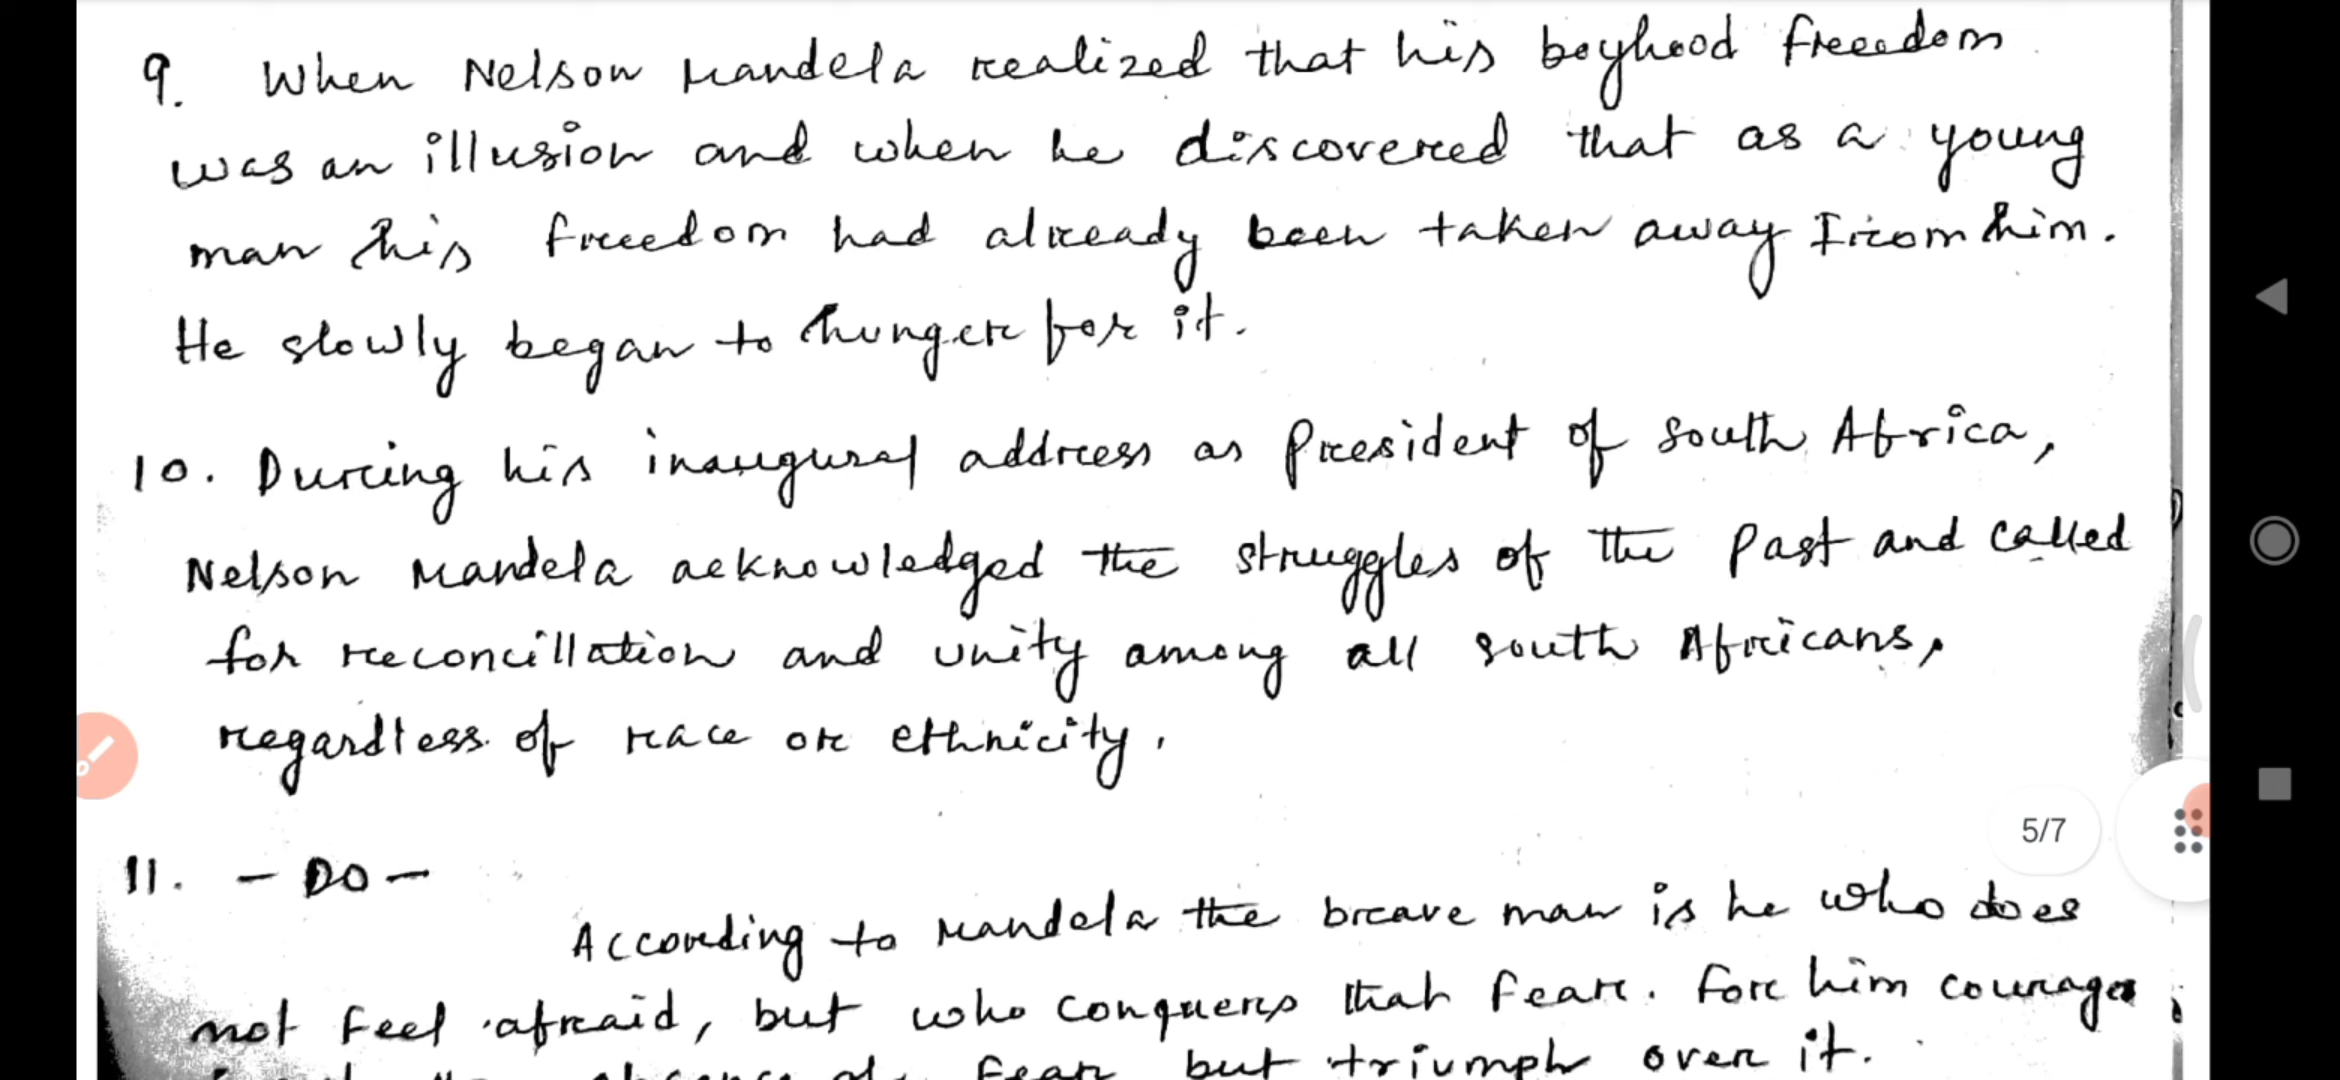 9. When Nelson Mandela realized that his boyhood freedom
was an illusion and when he discovered that as a young
man his freedom had already been taken away from him.
He slowly began to hunger for it.
10. During his inaugural address as President of South Africa,
Nelson Mandela acknowledged the struggles of the past and called
for reconcillation and unity among all South Africans,
regardless of race or ethnicity.
5/7
11. - DO -
According to Mandela the brave man is he who does
not feel afraid, but who conquers that fear. For him courage
absence of fear but triumph over it.